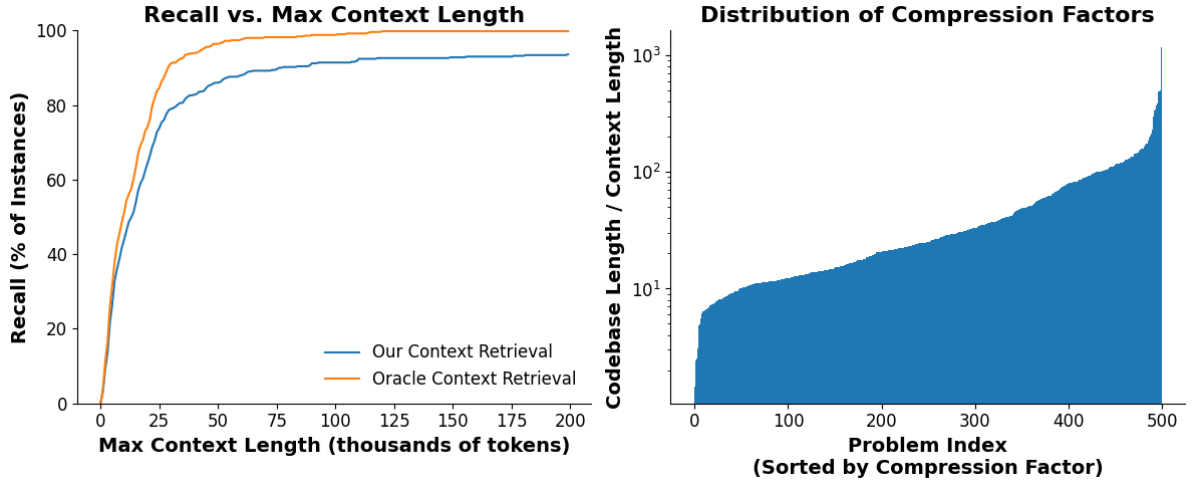 Recall vs. Max Context Length
Recall (% of Instances)
100
80
60
40
20
0
0 25 50 75 100 125 150 175 200
Max Context Length (thousands of tokens)
Our Context Retrieval
Oracle Context Retrieval
Distribution of Compression Factors
Codebase Length / Context Length
10³
10²
10¹
0 100 200 300 400 500
Problem Index
(Sorted by Compression Factor)